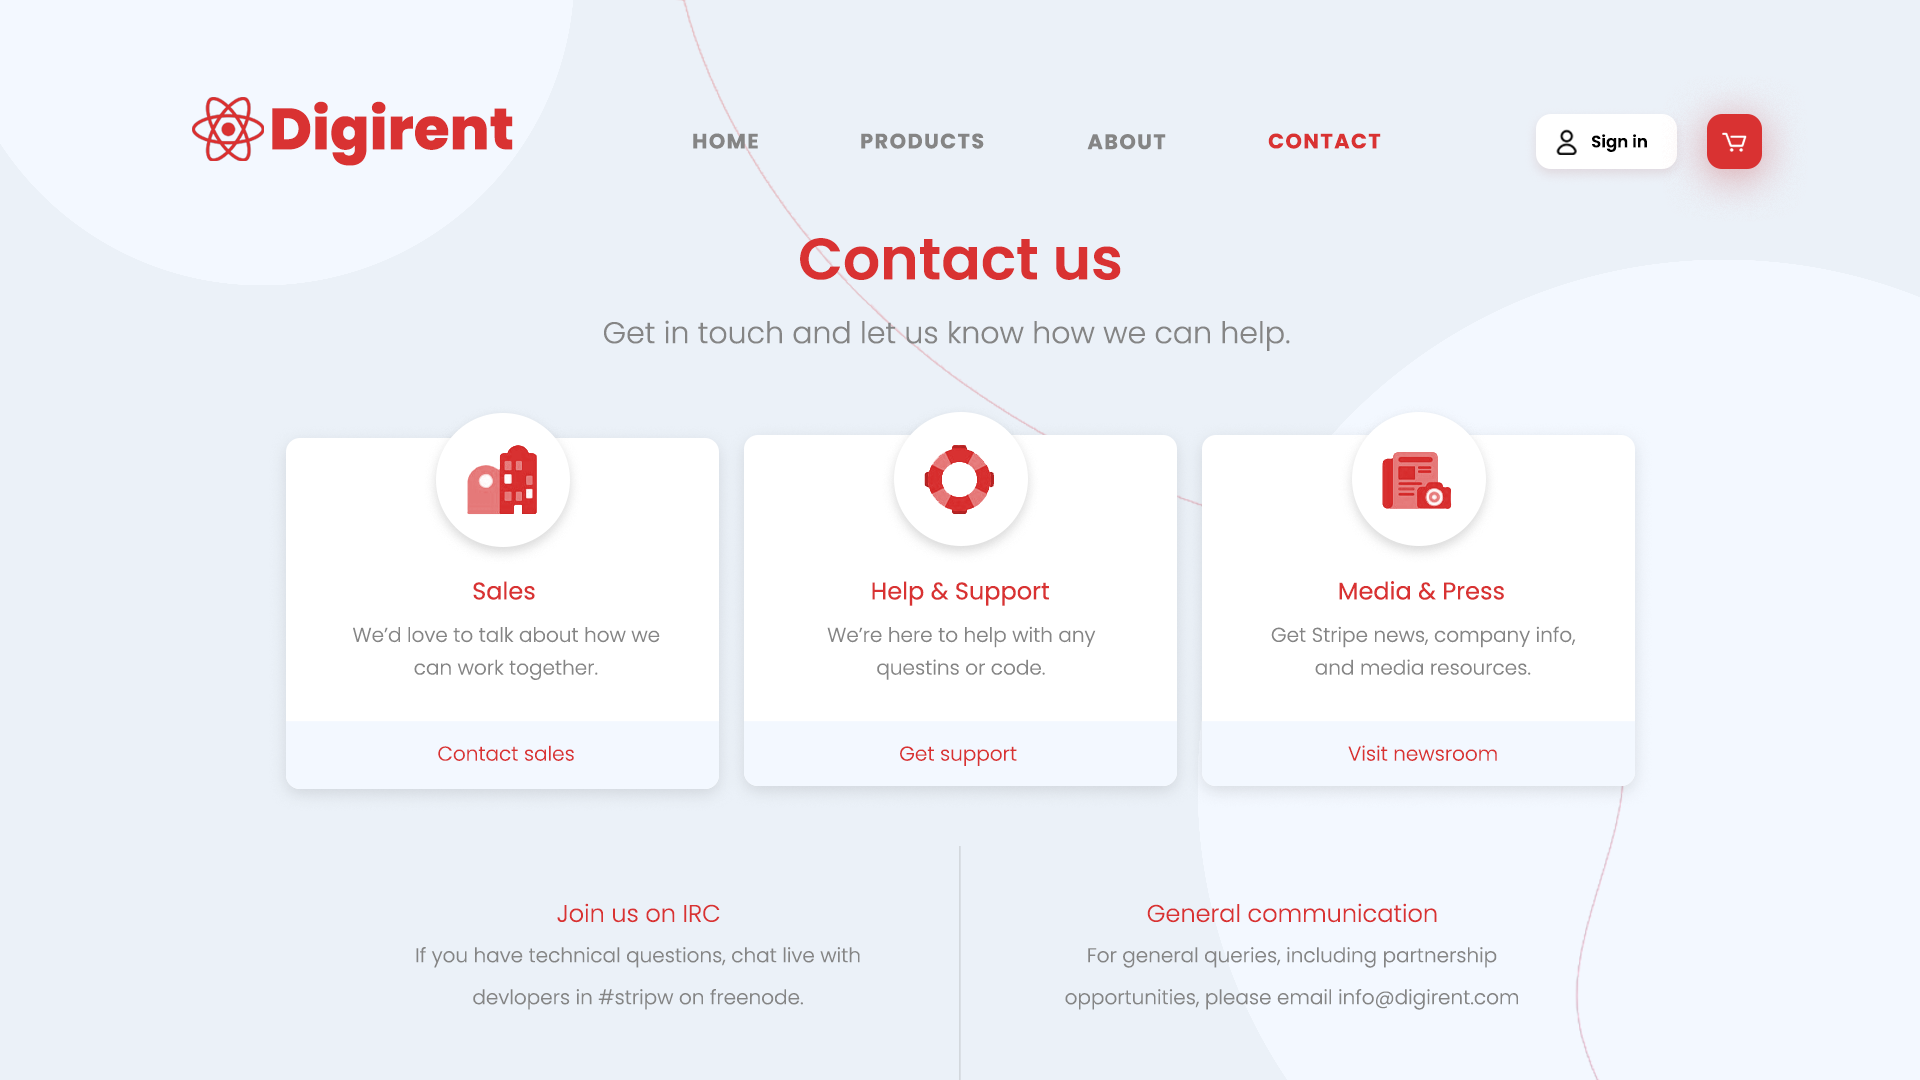 Digirent
HOME
PRODUCTS
ABOUT
CONTACT
Sign in
Contact us
Get in touch and let us know how we can help.
Sales
We’d love to talk about how we
can work together.
Contact sales
Help & Support
We’re here to help with any
questins or code.
Get support
Media & Press
Get Stripe news, company info,
and media resources.
Visit newsroom
Join us on IRC
If you have technical questions, chat live with
devlopers in #stripw on freenode.
General communication
For general queries, including partnership
opportunities, please email info@digirent.com